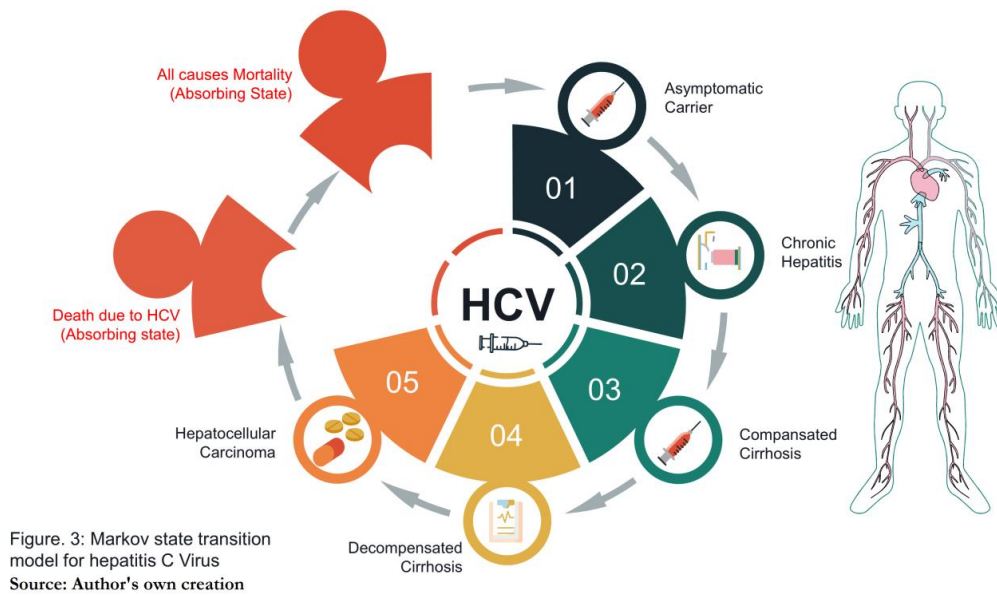 All causes Mortality
(Absorbing State)
Asymptomatic
Carrier
01
Chronic
Hepatitis
02
HCV
Death due to HCV
(Absorbing state)
03
05
04
Compansated
Cirrhosis
Hepatocellular
Carcinoma
Decompensated
Cirrhosis
Figure. 3: Markov state transition
model for hepatitis C Virus
Source: Author's own creation